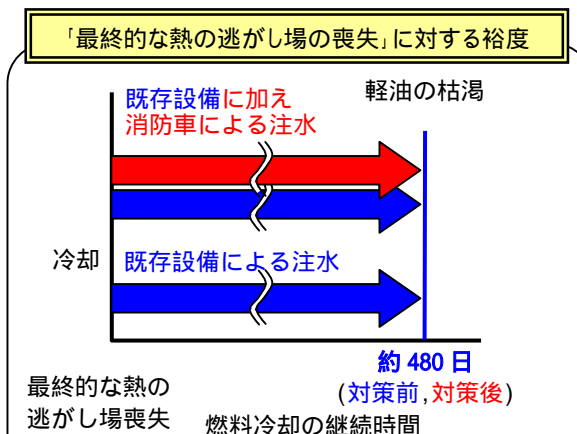 「最終的な熱の逃がし場の喪失」に対する裕度
既存設備に加え
消防車による注水
軽油の枯渇
冷却
既存設備による注水
約 480 日
(対策前,対策後)
最終的な熱の
逃がし場喪失
燃料冷却の継続時間